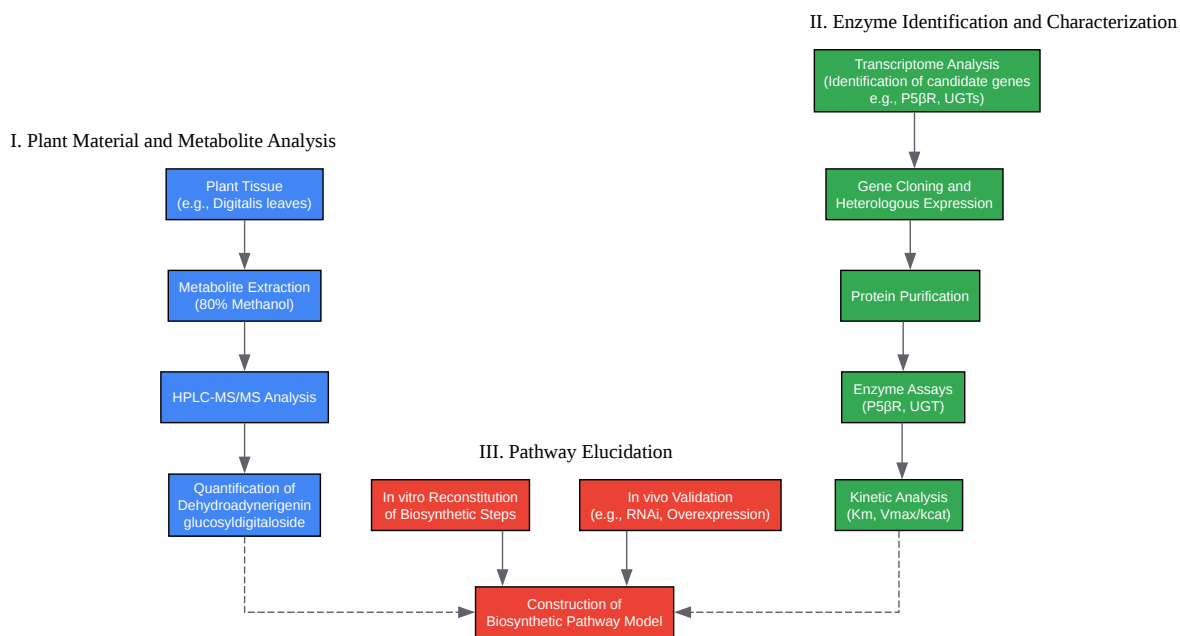 II. Enzyme Identification and Characterization
Transcriptome Analysis
(Identification of candidate genes
e.g., P5βR, UGTs)
I. Plant Material and Metabolite Analysis
Plant Tissue
(e.g., Digitalis leaves)
Gene Cloning and
Heterologous Expression
Metabolite Extraction
(80% Methanol)
Protein Purification
HPLC-MS/MS Analysis
Enzyme Assays
(P5βR, UGT)
III. Pathway Elucidation
Quantification of
Dehydroadynerigenin
glucosyldigitaloside
In vitro Reconstitution
of Biosynthetic Steps
In vivo Validation
(e.g., RNAi, Overexpression)
Kinetic Analysis
(Km, Vmax/kcat)
Construction of
Biosynthetic Pathway Model